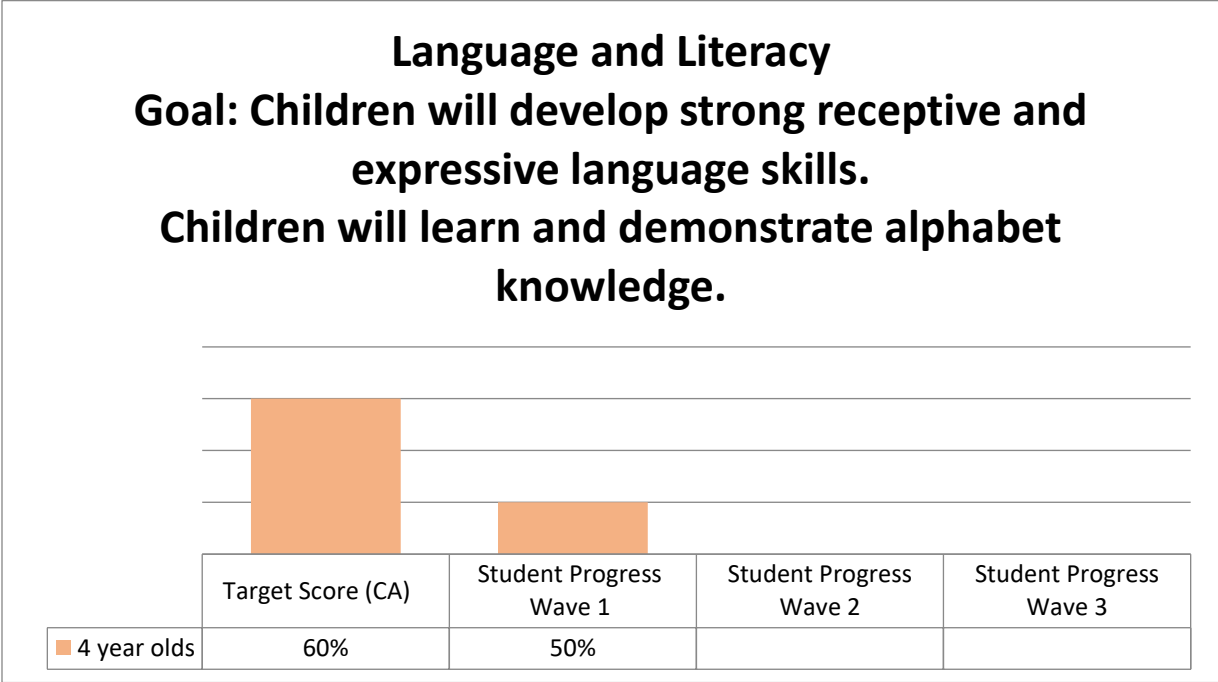 Language and Literacy
Goal: Children will develop strong receptive and
expressive language skills.
Children will learn and demonstrate alphabet
knowledge.
Target Score (CA)
Student Progress
Wave 1
Student Progress
Wave 2
Student Progress
Wave 3
4 year olds
60%
50%